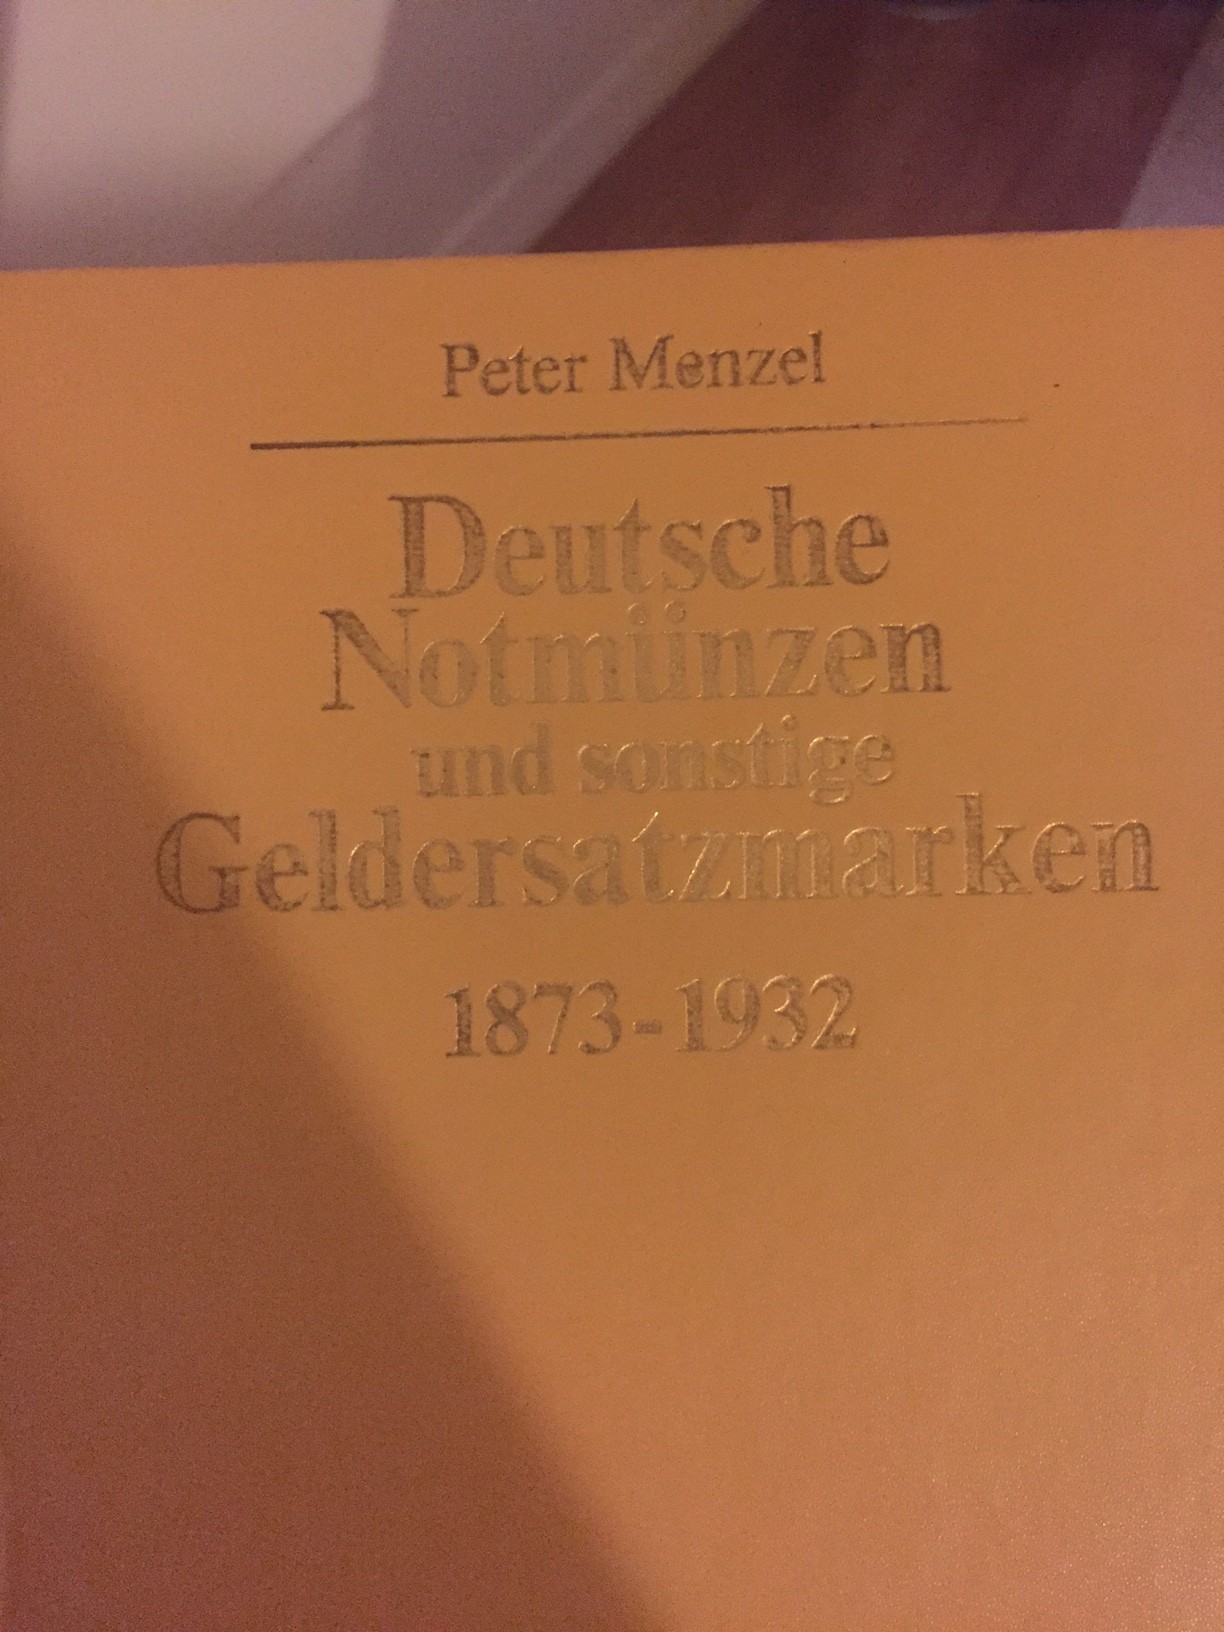 Peter Menzel
Deutsche
Notmünzen
und sonstige
Geldersatzmarken
1873-1932